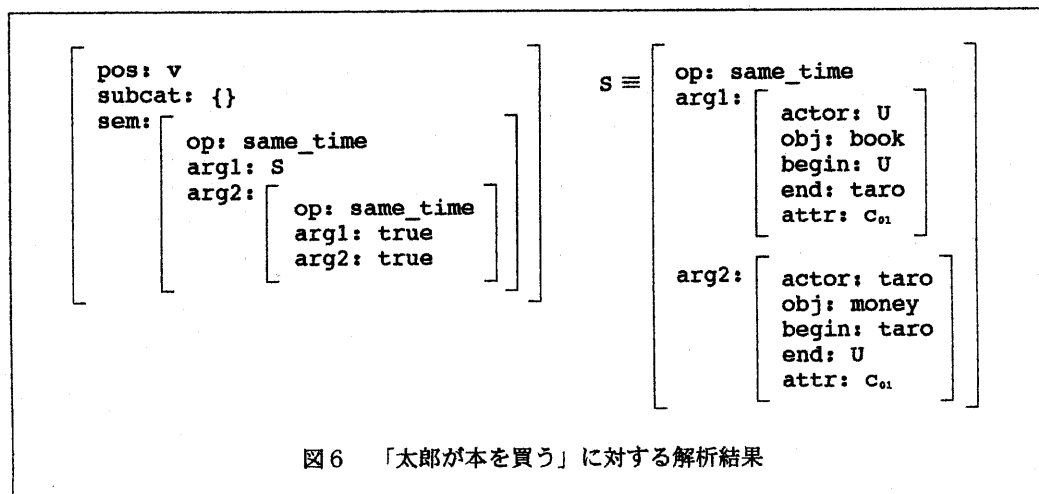 pos: v
subcat: {}
sem:
op: same_time
arg1: S
arg2:
op: same_time
arg1: true
arg2: true
S ≡
op: same_time
arg1:
actor: U
obj: book
begin: U
end: taro
attr: C₀₁
arg2:
actor: taro
obj: money
begin: taro
end: U
attr: C₀₁
図6 「太郎が本を買う」に対する解析結果